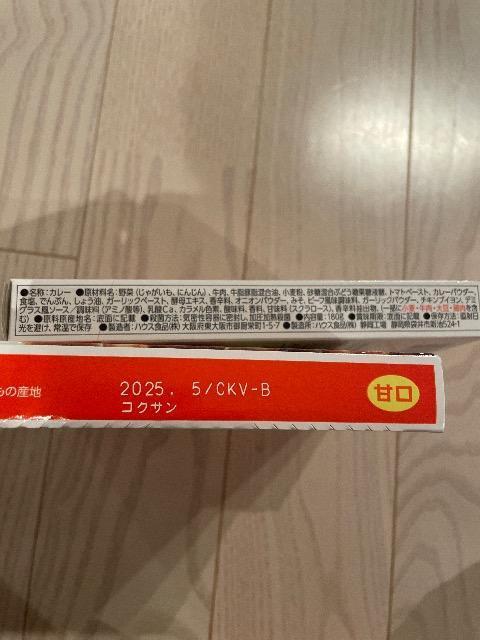 ●名称:カレー ●原材料名:野菜(じゃがいも、にんじん)、牛肉、牛脂豚脂混合油、小麦粉、砂糖混合ぶどう糖果糖液糖、トマトペースト、カレーパウダー、
食塩、でんぷん、しょう油、ガーリックペースト、酵母エキス、香辛料、オニオンパウダー、みそ、ビーフ風味調味料、ガーリックパウダー、チキンブイヨン、デミ
グラス風ソース/調味料(アミノ酸等)、乳酸Ca、カラメル色素、酸味料、香料、甘味料(スクラロース)、香辛料抽出物、(一部に小麦・牛肉・大豆・鶏肉を含
む) ●原料原産地名:底面に記載 ●殺菌方法:気密性容器に密封し、加圧加熱殺菌 ●内容量:180g ●賞味期限:底面に記載 ●保存方法:直射日
光を避け、常温で保存 ●製造者:ハウス食品(株) 大阪府東大阪市御厨栄町1-5-7 ●製造所:ハウス食品(株) 静岡工場 静岡県袋井市新池524-1
もの産地
2025. 5/CKV-B
コクサン
甘口